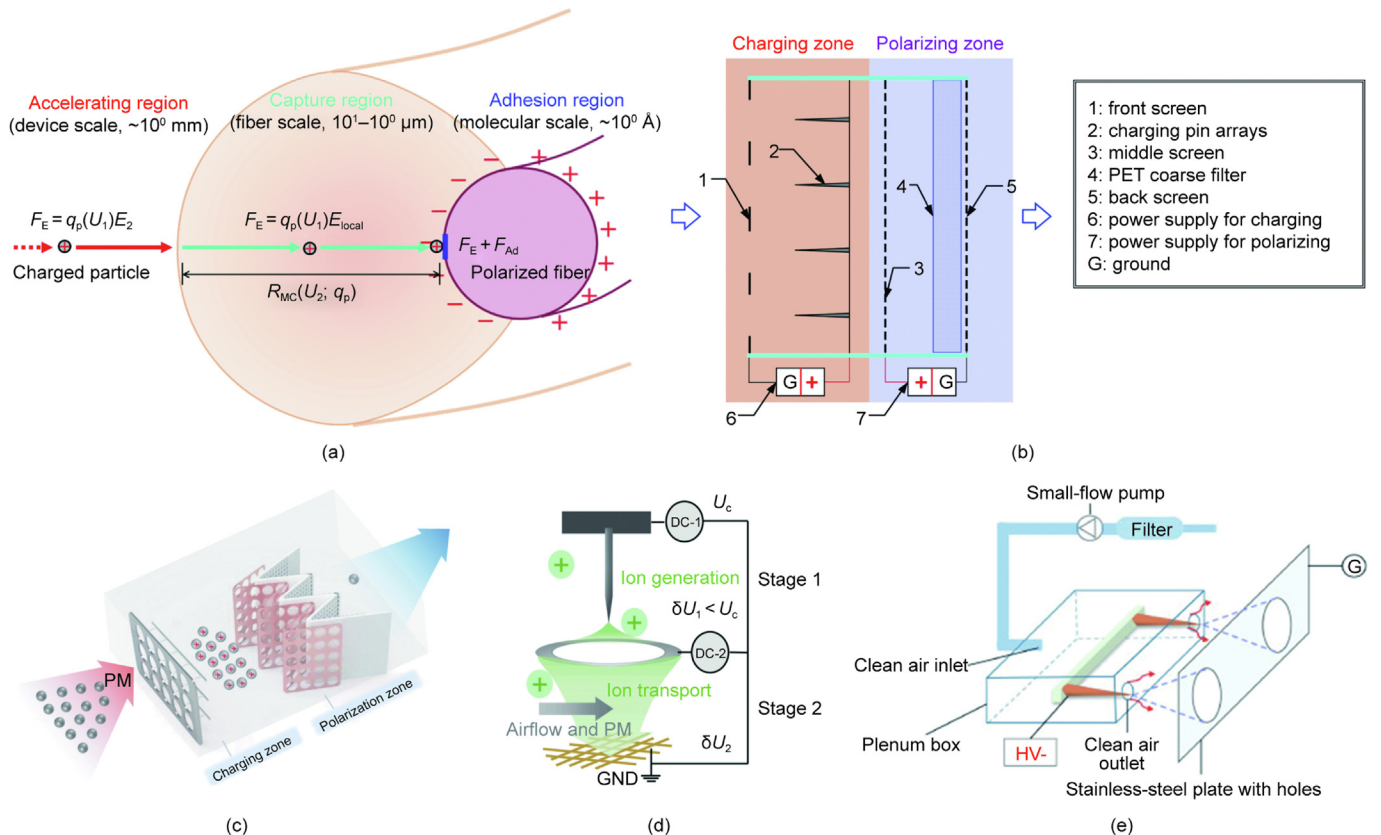 Accelerating region
(device scale, ~10⁰ mm)
Capture region
(fiber scale, 10¹–10⁰ μm)
Adhesion region
(molecular scale, ~10⁰ Å)
F_E = q_p(U_1)E_2
Charged particle
F_E = q_p(U_1)E_local
R_MC(U_2; q_p)
F_E + F_Ad
Polarized fiber
(a)
Charging zone
Polarizing zone
1
2
3
4
5
6
7
G +
+ G
(b)
1: front screen
2: charging pin arrays
3: middle screen
4: PET coarse filter
5: back screen
6: power supply for charging
7: power supply for polarizing
G: ground
PM
Charging zone
Polarization zone
(c)
U_c
DC-1
Ion generation
Stage 1
δU_1 < U_c
DC-2
Ion transport
Airflow and PM
Stage 2
δU_2
GND
(d)
Small-flow pump
Filter
G
Clean air inlet
Plenum box
HV-
Clean air
outlet
Stainless-steel plate with holes
(e)